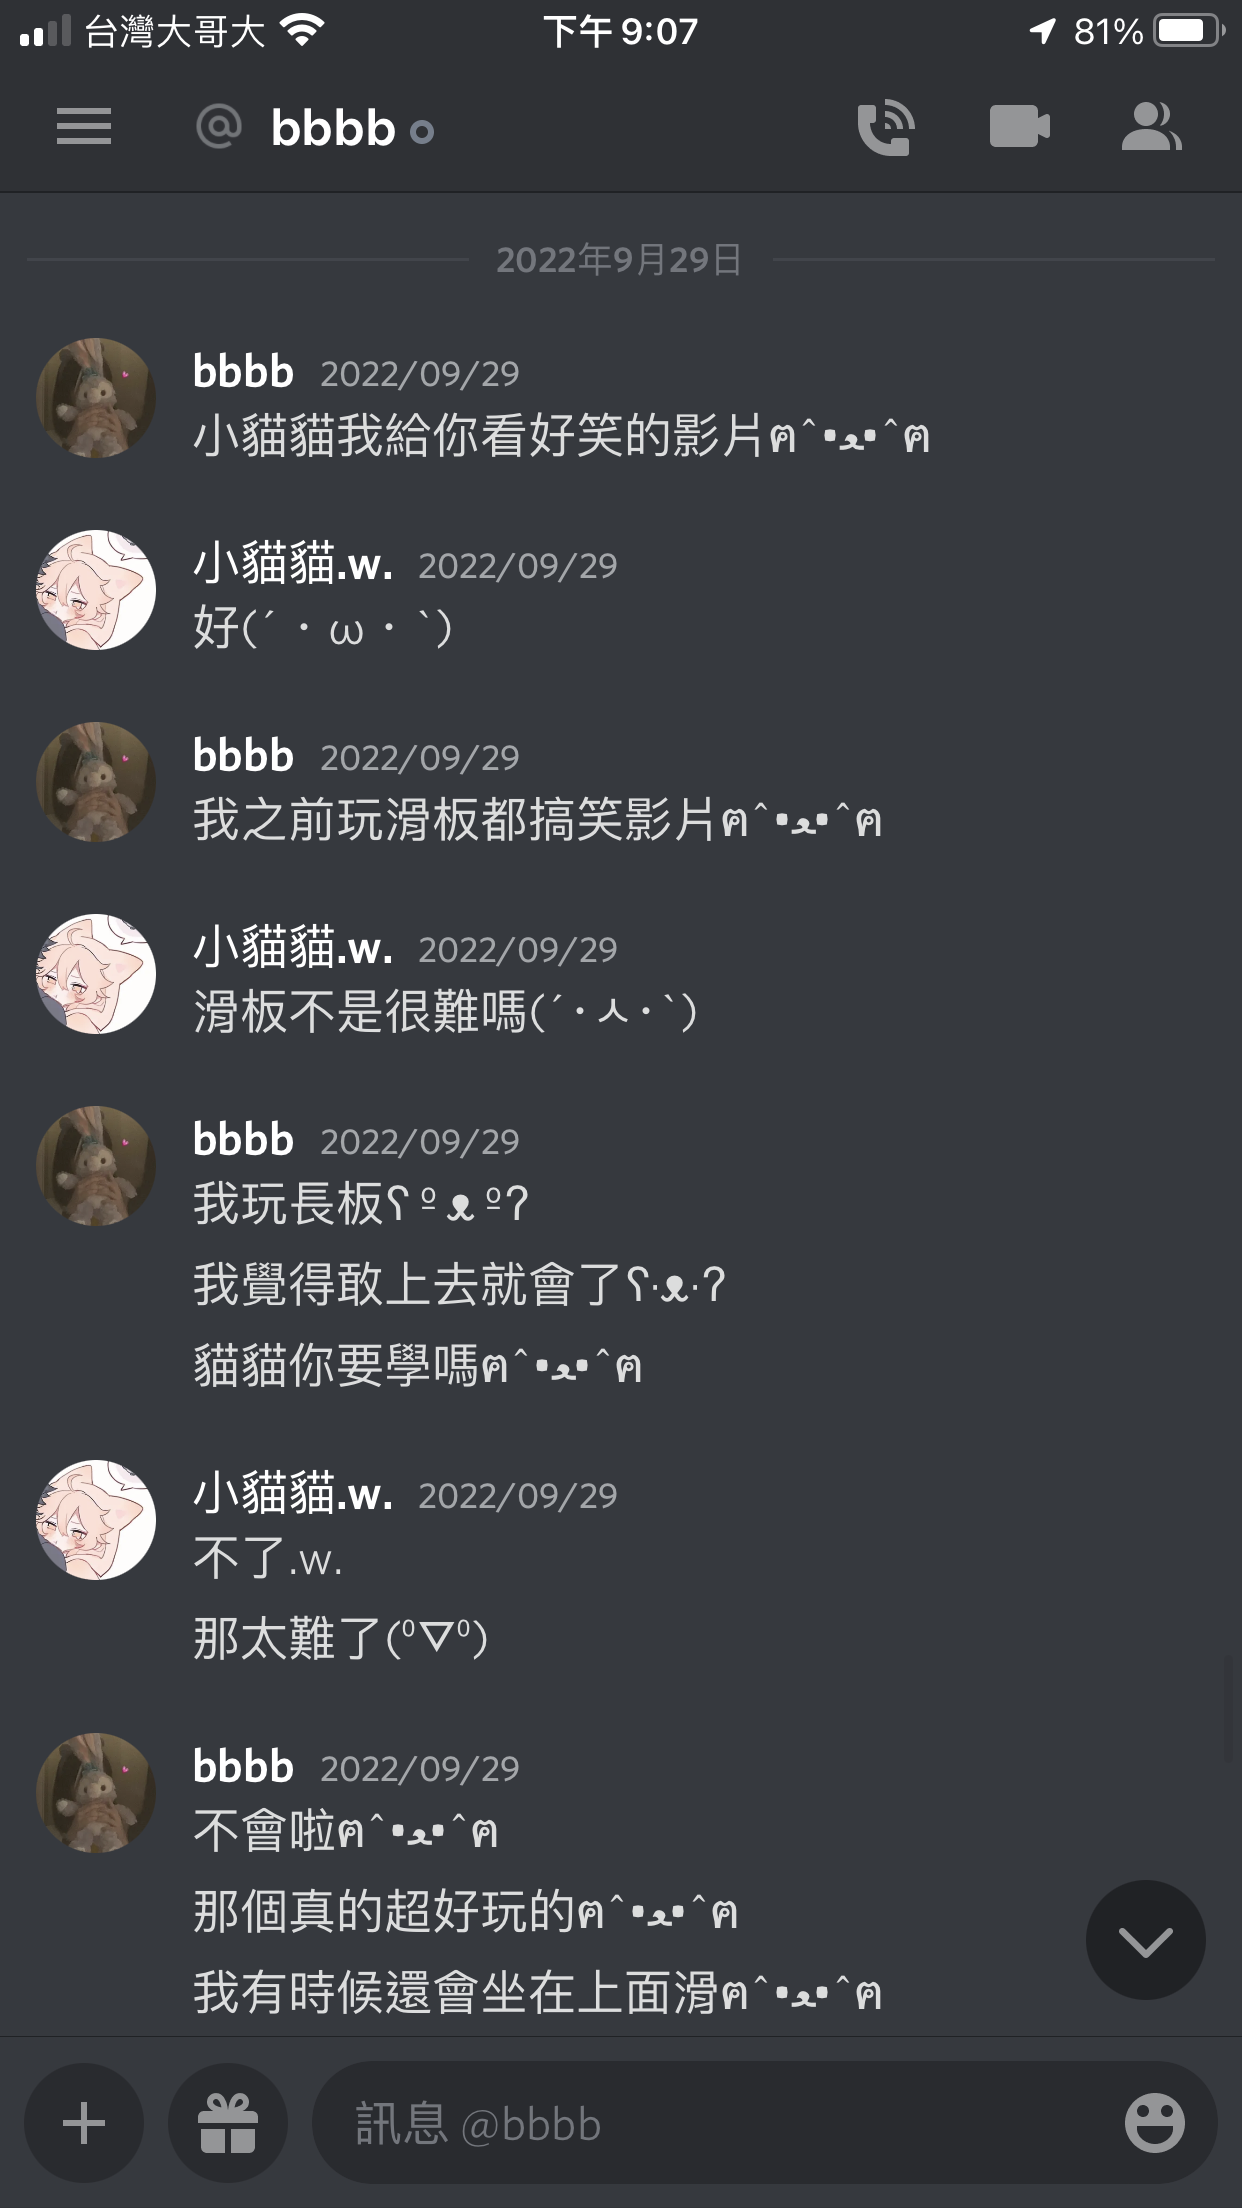 台灣大哥大 下午 9:07 81%
@ bbbb
2022年9月29日
bbbb 2022/09/29
小貓貓我給你看好笑的影片ฅ^•ﻌ•^ฅ
小貓貓.w. 2022/09/29
好(´・ω・`)
bbbb 2022/09/29
我之前玩滑板都搞笑影片ฅ^•ﻌ•^ฅ
小貓貓.w. 2022/09/29
滑板不是很難嗎(´･ㅅ･`)
bbbb 2022/09/29
我玩長板ʕ º ᴥ ºʔ
我覺得敢上去就會了ʕ·ᴥ·ʔ
貓貓你要學嗎ฅ^•ﻌ•^ฅ
小貓貓.w. 2022/09/29
不了.w.
那太難了(⁰▽⁰)
bbbb 2022/09/29
不會啦ฅ^•ﻌ•^ฅ
那個真的超好玩的ฅ^•ﻌ•^ฅ
我有時候還會坐在上面滑ฅ^•ﻌ•^ฅ
訊息 @bbbb